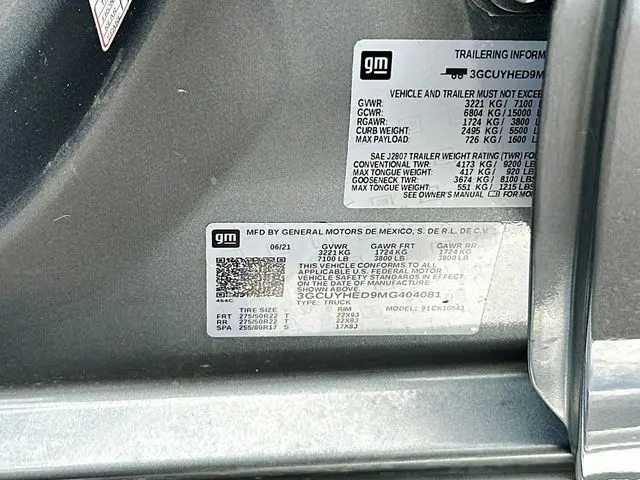 gm
TRAILERING INFORM
3GCUYHED9M
VEHICLE AND TRAILER MUST NOT EXCEE
GVWR: 3221 KG / 7100 L
GCWR: 6804 KG / 15000
RGAWR: 1724 KG / 3800 L
CURB WEIGHT: 2495 KG / 5500 L
MAX PAYLOAD: 726 KG / 1600 L
SAE J2807 TRAILER WEIGHT RATING (TWR) FO
CONVENTIONAL TWR: 4173 KG / 9200 LB
MAX TONGUE WEIGHT: 417 KG / 920 LB
GOOSENECK TWR: 3674 KG / 8100 LBS
MAX TONGUE WEIGHT: 551 KG / 1215 LBS
SEE OWNER'S MANUAL FOR MO
gm
MFD BY GENERAL MOTORS DE MEXICO, S. DE R.L. DE C.V.
06/21 GVWR GAWR FRT GAWR RR
3221 KG 1724 KG 1724 KG
7100 LB 3800 LB 3800 LB
THIS VEHICLE CONFORMS TO ALL
APPLICABLE U.S. FEDERAL MOTOR
VEHICLE SAFETY STANDARDS IN EFFECT
ON THE DATE OF MANUFACTURE
SHOWN ABOVE.
3GCUYHED9MG404081
464C
TYPE: TRUCK MODEL: 91CK10543
TIRE SIZE RIM
FRT 275/50R22 T 22X9J
RR 275/50R22 T 22X9J
SPA 255/80R17 S 17X8J